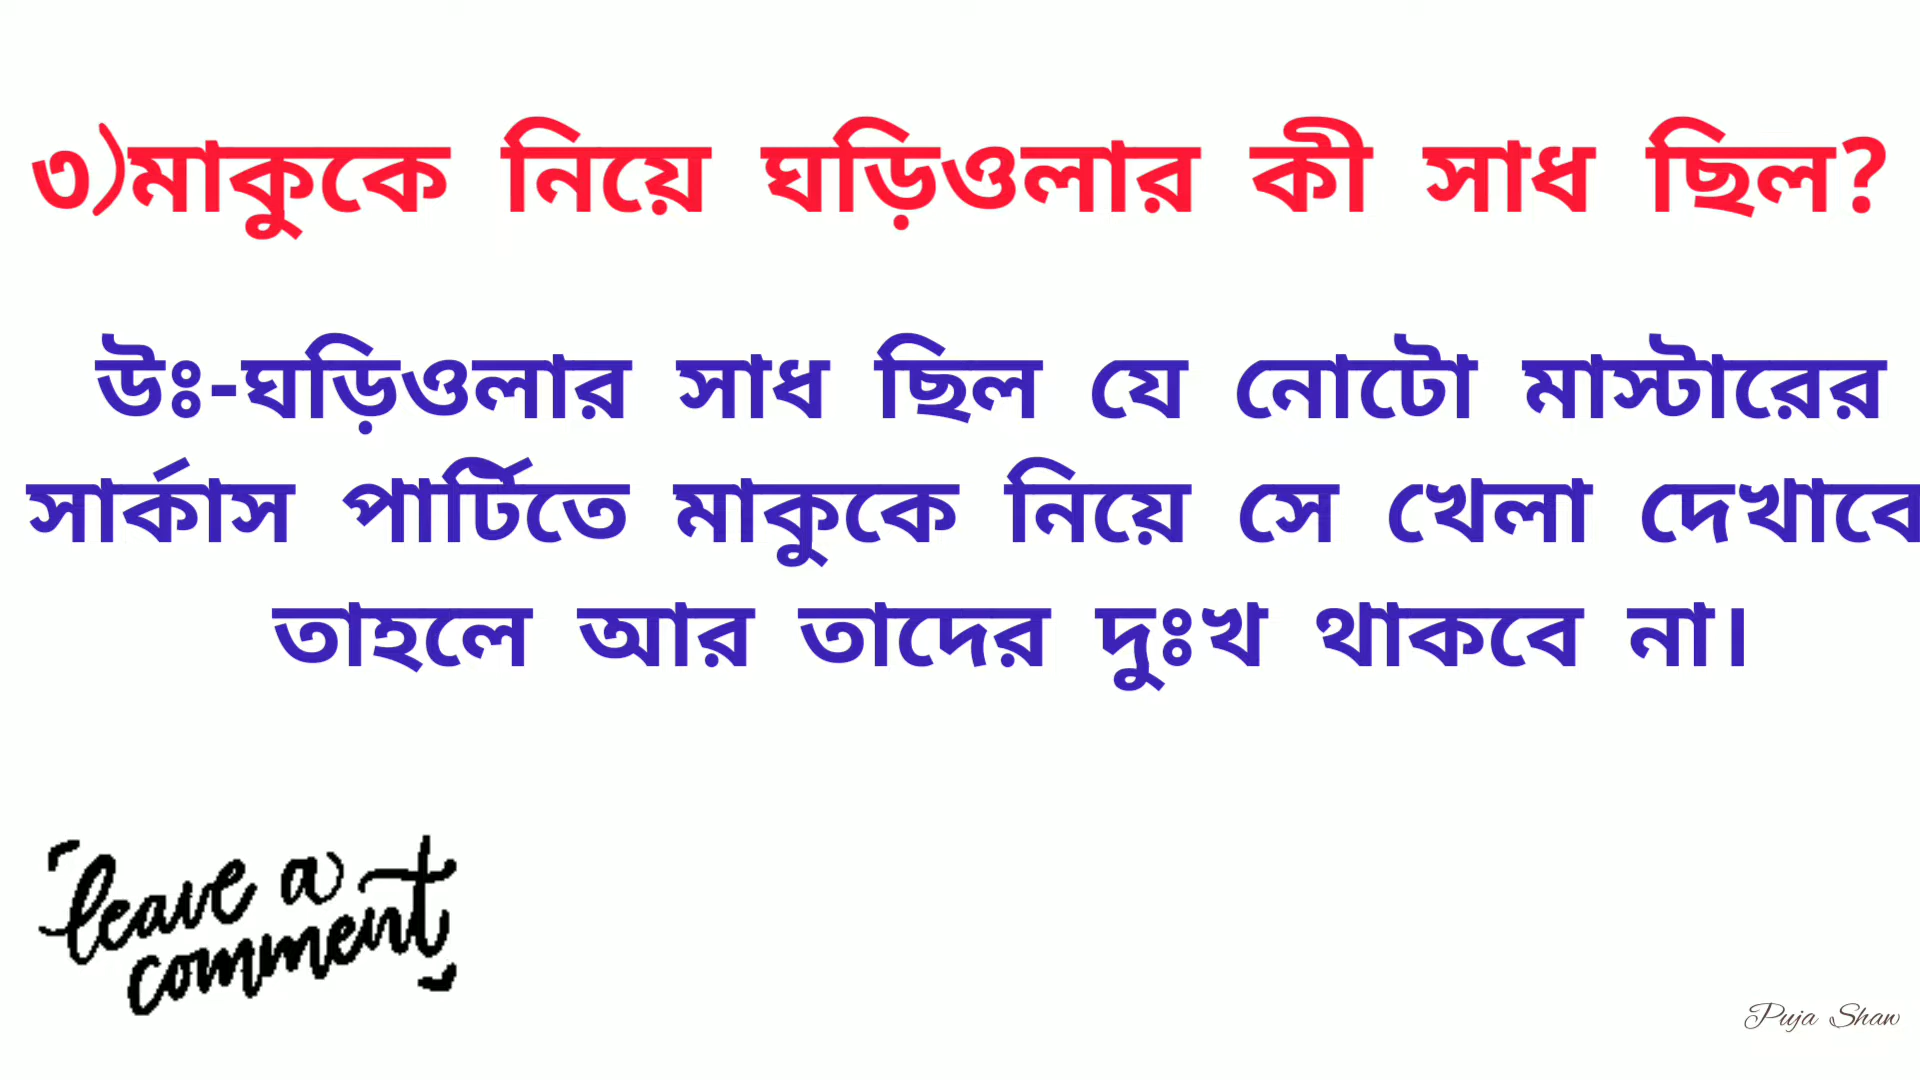 ৩)মাকুকে নিয়ে ঘড়িওলার কী সাধ ছিল?
উঃ-ঘড়িওলার সাধ ছিল যে নোটো মাস্টারের
সার্কাস পার্টিতে মাকুকে নিয়ে সে খেলা দেখাবে
তাহলে আর তাদের দুঃখ থাকবে না।
leave a
comment
Puja Shaw